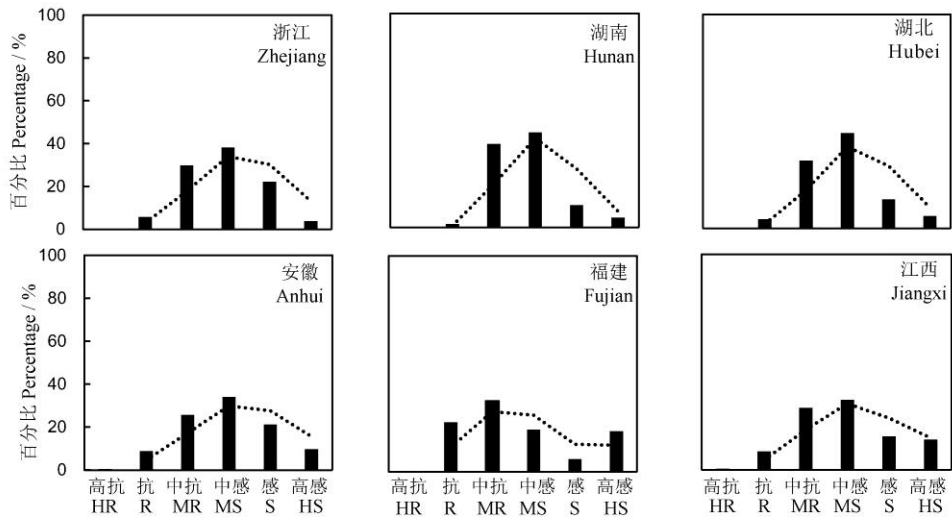 100
80
60
40
20
0
百分比 Percentage / %
浙江
Zhejiang
湖南
Hunan
湖北
Hubei
100
80
60
40
20
0
百分比 Percentage / %
安徽
Anhui
福建
Fujian
江西
Jiangxi
高抗 抗 中抗 中感 感 高感
HR R MR MS S HS
高抗 抗 中抗 中感 感 高感
HR R MR MS S HS
高抗 抗 中抗 中感 感 高感
HR R MR MS S HS